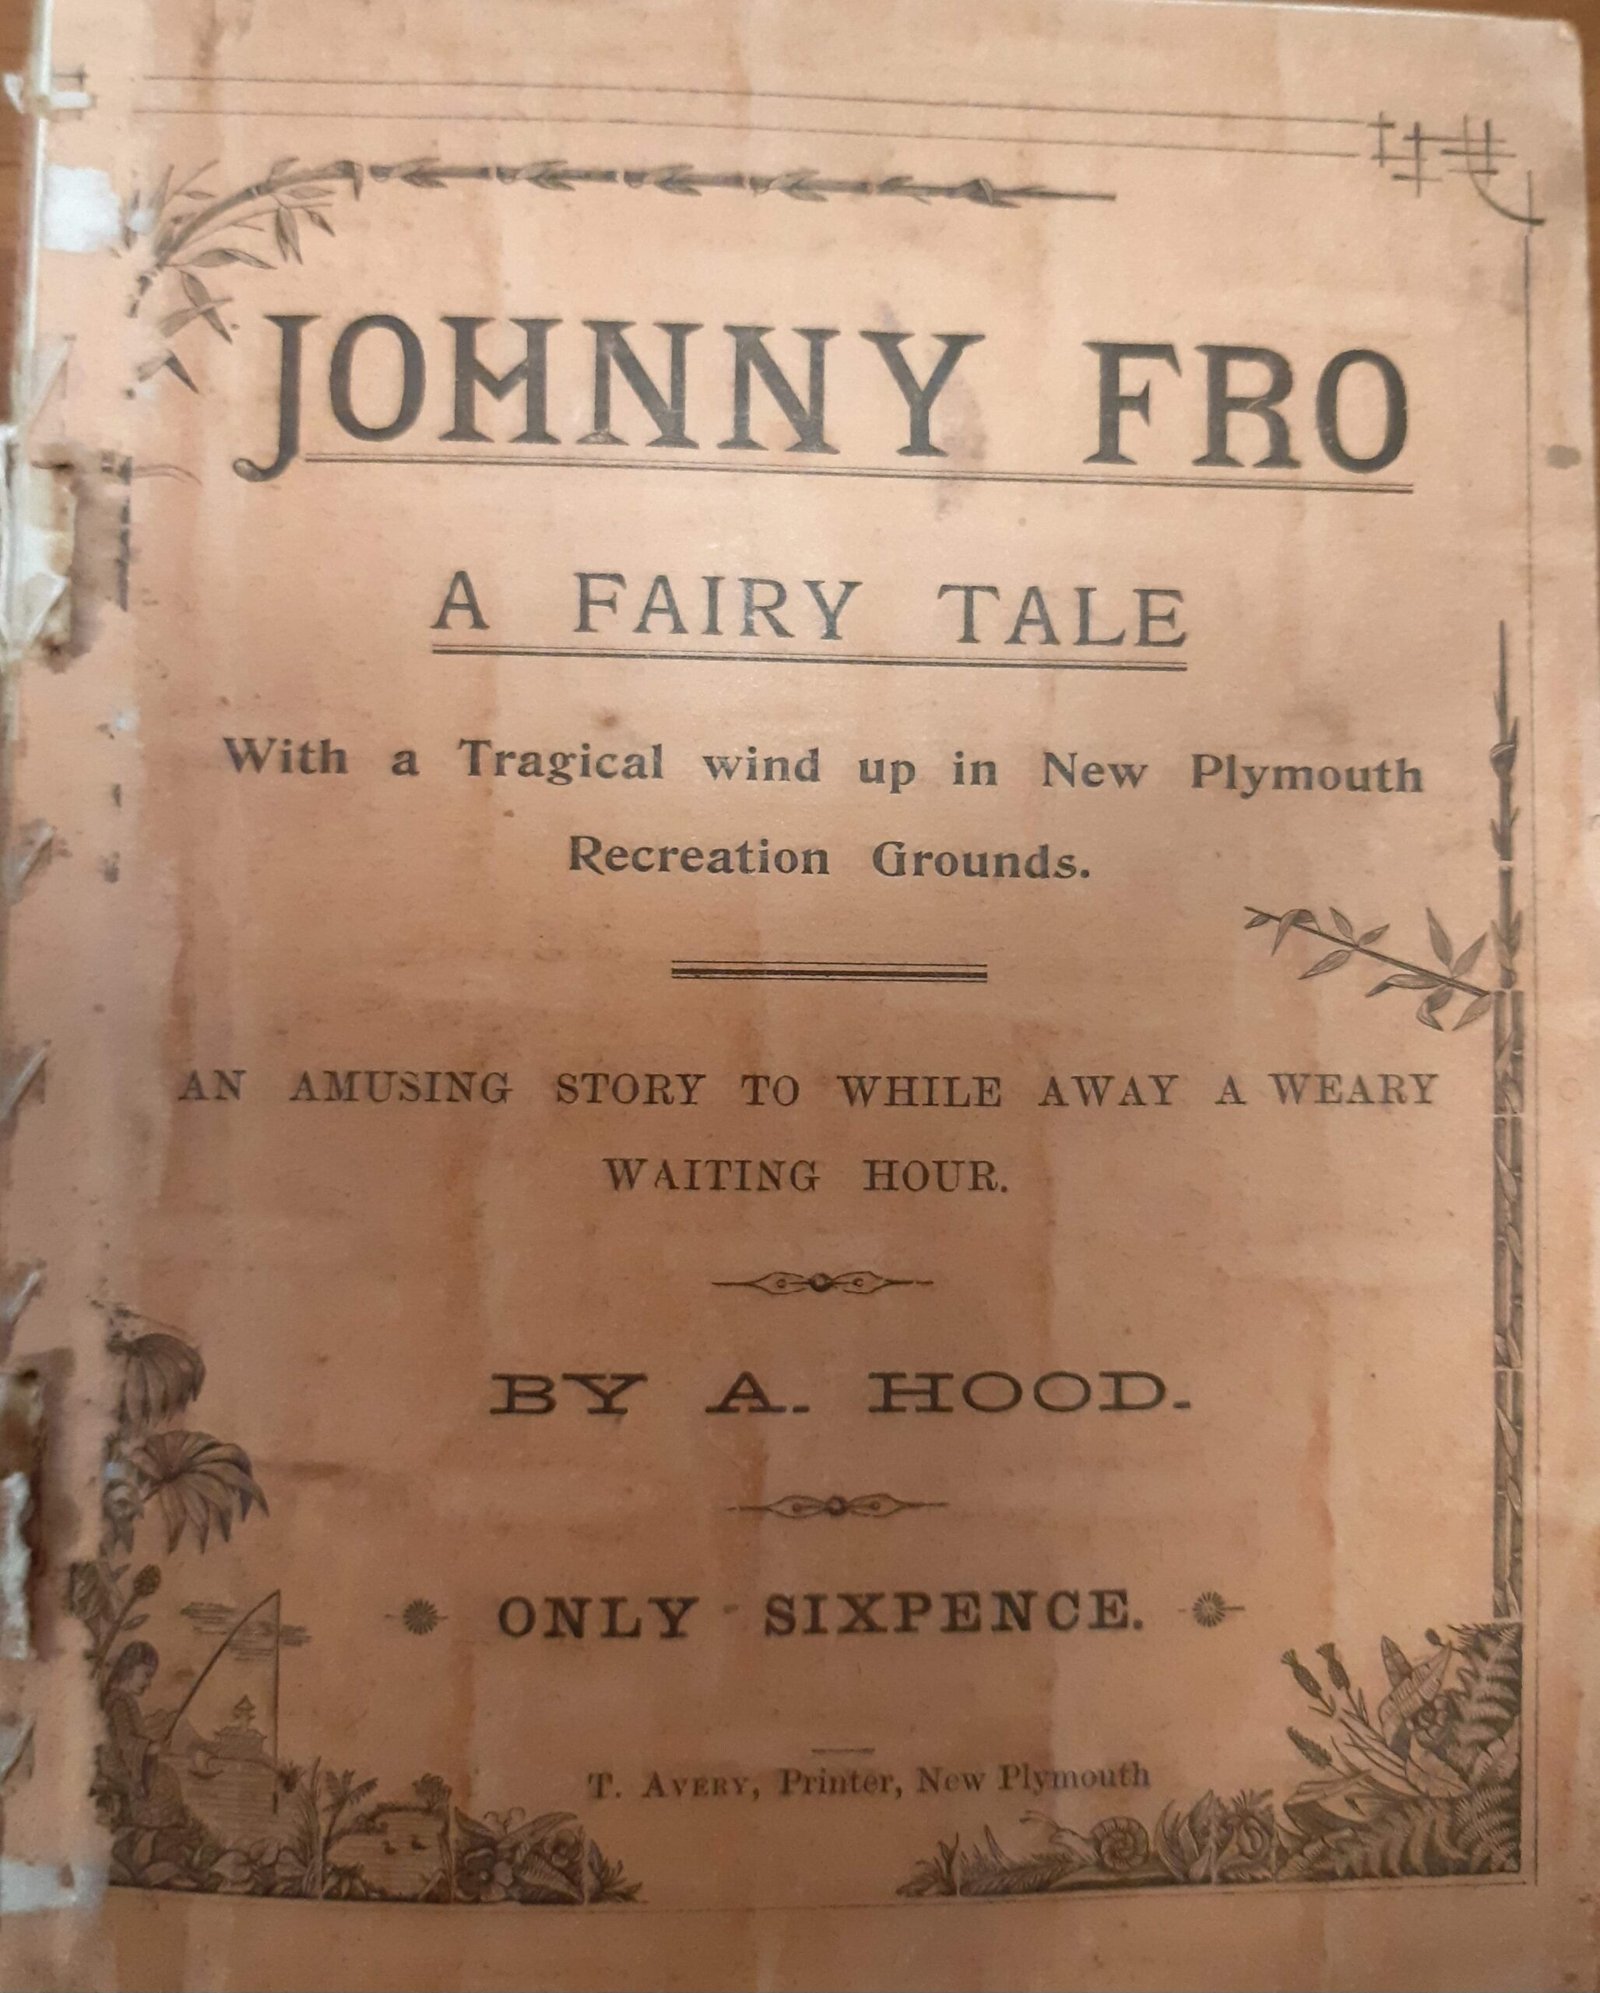 JOHNNY FRO
A FAIRY TALE
With a Tragical wind up in New Plymouth
Recreation Grounds.
AN AMUSING STORY TO WHILE AWAY A WEARY
WAITING HOUR.
BY A. HOOD.
ONLY SIXPENCE.
T. AVERY, Printer, New Plymouth